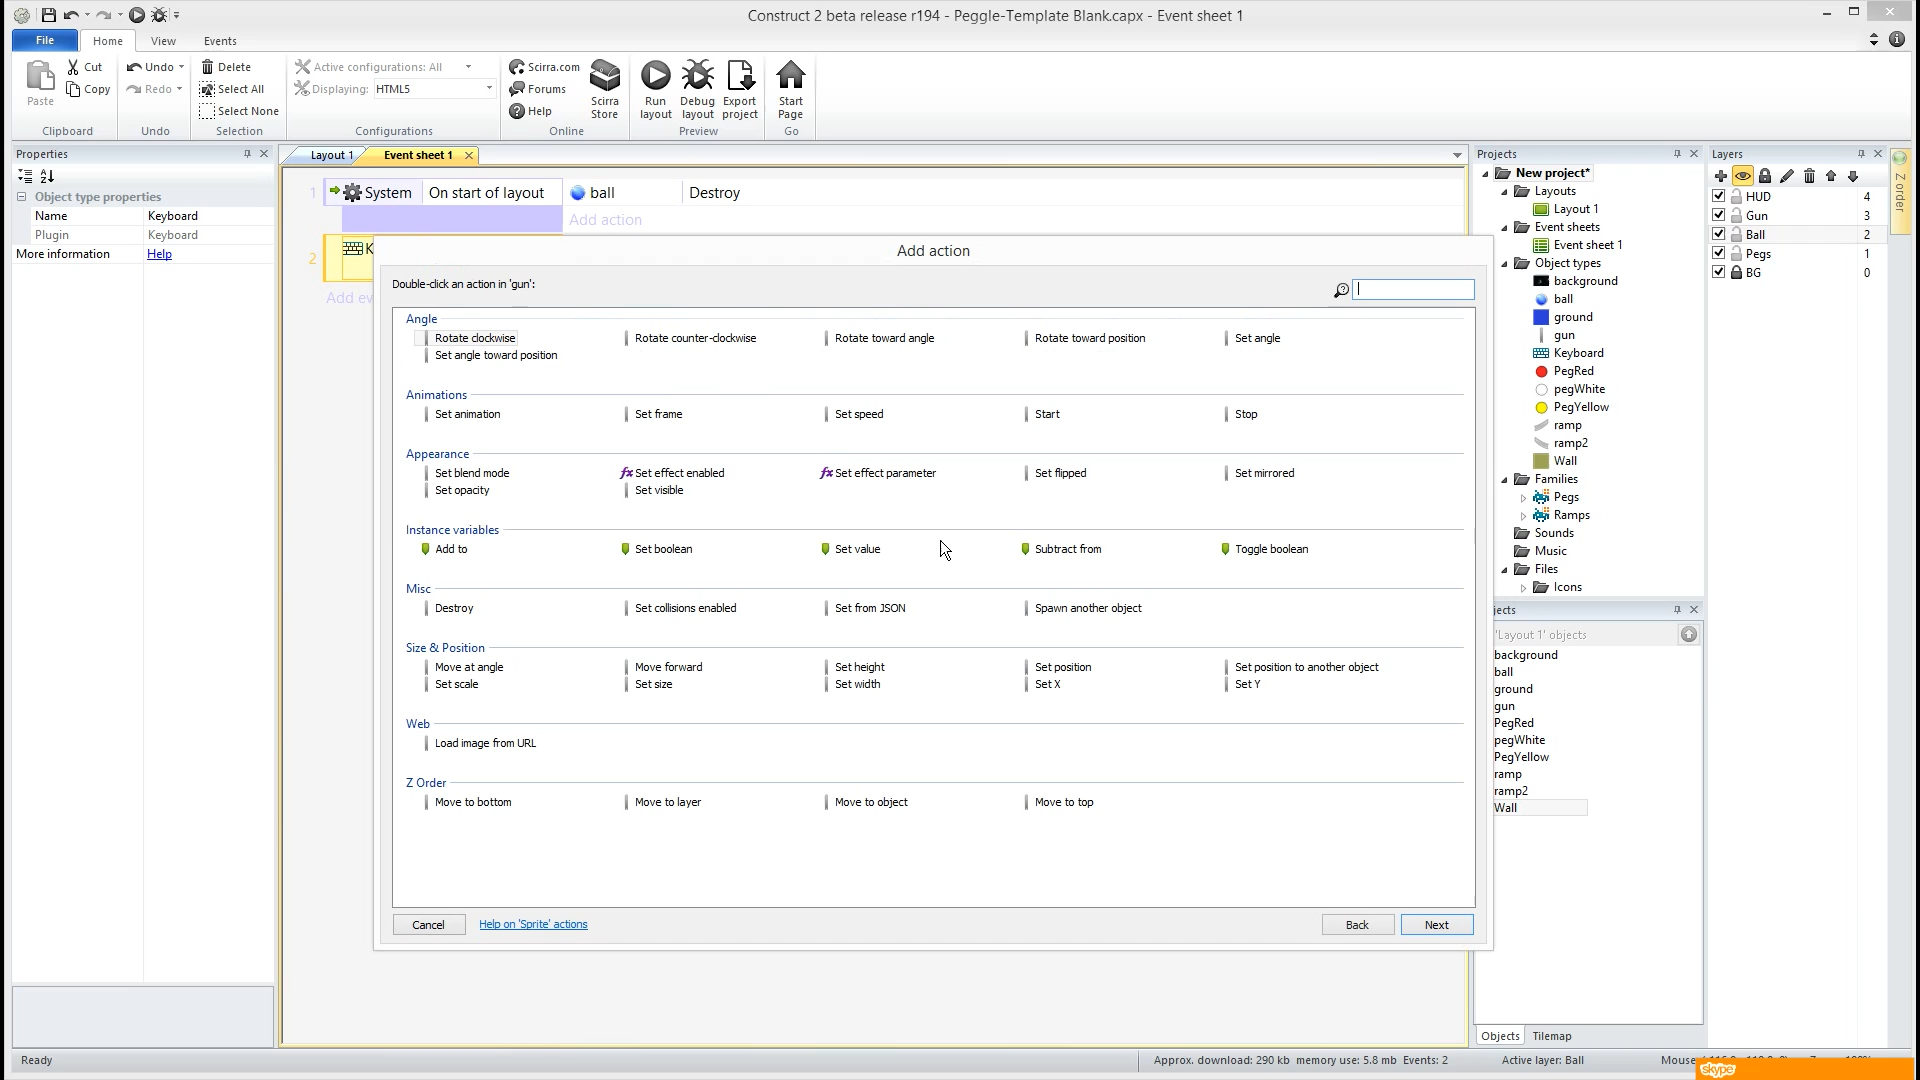 Construct 2 beta release r194 - Peggle-Template Blank.capx - Event sheet 1
File Home View Events
Paste Cut Copy Clipboard
Undo Redo Undo
Delete Select All Select None Selection
Active configurations: All
Displaying: HTML5
Configurations
Scirra.com Forums Help Scirra Store Online
Run layout Debug layout Export project Preview
Start Page Go
Properties
Object type properties
Name Keyboard
Plugin Keyboard
More information Help
Layout 1 Event sheet 1
1 System On start of layout ball Destroy
Add action
2 K
Add ev
Add action
Double-click an action in 'gun':
Angle
Rotate clockwise Rotate counter-clockwise Rotate toward angle Rotate toward position Set angle
Set angle toward position
Animations
Set animation Set frame Set speed Start Stop
Appearance
Set blend mode fx Set effect enabled fx Set effect parameter Set flipped Set mirrored
Set opacity Set visible
Instance variables
Add to Set boolean Set value Subtract from Toggle boolean
Misc
Destroy Set collisions enabled Set from JSON Spawn another object
Size & Position
Move at angle Move forward Set height Set position Set position to another object
Set scale Set size Set width Set X Set Y
Web
Load image from URL
Z Order
Move to bottom Move to layer Move to object Move to top
Cancel Help on 'Sprite' actions Back Next
Projects
New project*
Layouts
Layout 1
Event sheets
Event sheet 1
Object types
background
ball
ground
gun
Keyboard
PegRed
pegWhite
PegYellow
ramp
ramp2
Wall
Families
Pegs
Ramps
Sounds
Music
Files
Icons
jects
'Layout 1' objects
background
ball
ground
gun
PegRed
pegWhite
PegYellow
ramp
ramp2
Wall
Objects Tilemap
Layers
HUD 4
Gun 3
Ball 2
Pegs 1
BG 0
Z order
Ready
Approx. download: 290 kb memory use: 5.8 mb Events: 2 Active layer: Ball Mouse
skype